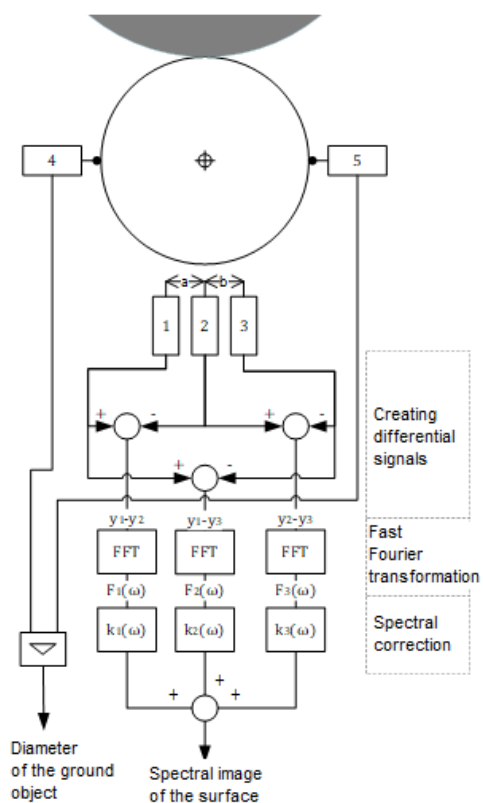 4
5
a
b
1
2
3
+
-
+
-
+
-
Creating
differential
signals
y1-y2
y1-y3
y2-y3
FFT
FFT
FFT
Fast
Fourier
transformation
F1(ω)
F2(ω)
F3(ω)
k1(ω)
k2(ω)
k3(ω)
Spectral
correction
+
+
+
Diameter
of the ground
object
Spectral image
of the surface